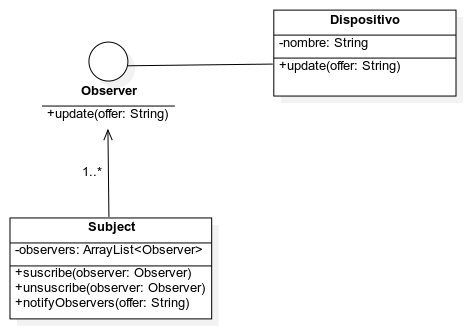 Dispositivo
-nombre: String
+update(offer: String)
Observer
+update(offer: String)
1..*
Subject
-observers: ArrayList<Observer>
+suscribe(observer: Observer)
+unsuscribe(observer: Observer)
+notifyObservers(offer: String)